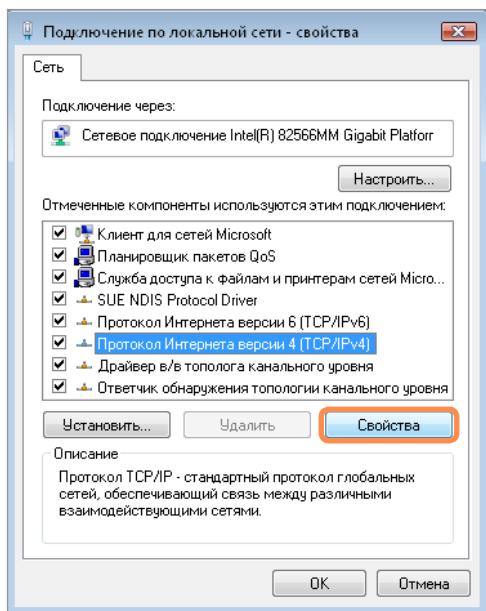 Подключение по локальной сети - свойства
Сеть
Подключение через:
Сетевое подключение Intel(R) 82566MM Gigabit Platforr
Настроить...
Отмеченные компоненты используются этим подключением:
Клиент для сетей Microsoft
Планировщик пакетов QoS
Служба доступа к файлам и принтерам сетей Micro...
SUE NDIS Protocol Driver
Протокол Интернета версии 6 (TCP/IPv6)
Протокол Интернета версии 4 (TCP/IPv4)
Драйвер в/в тополога канального уровня
Ответчик обнаружения топологии канального уровня
Установить...
Удалить
Свойства
Описание
Протокол TCP/IP - стандартный протокол глобальных
сетей, обеспечивающий связь между различными
взаимодействующими сетями.
OK
Отмена